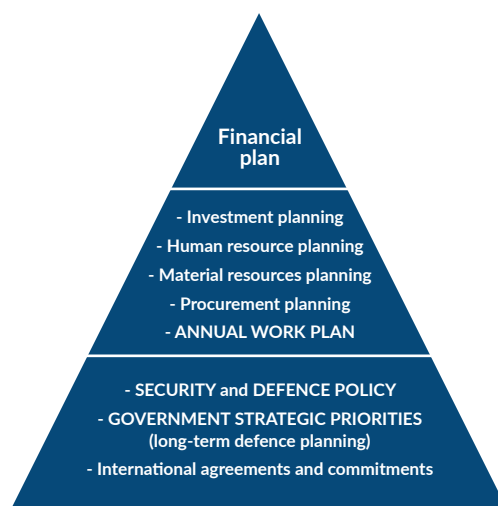 Financial
plan
- Investment planning
- Human resource planning
- Material resources planning
- Procurement planning
- ANNUAL WORK PLAN
- SECURITY and DEFENCE POLICY
- GOVERNMENT STRATEGIC PRIORITIES
(long-term defence planning)
- International agreements and commitments